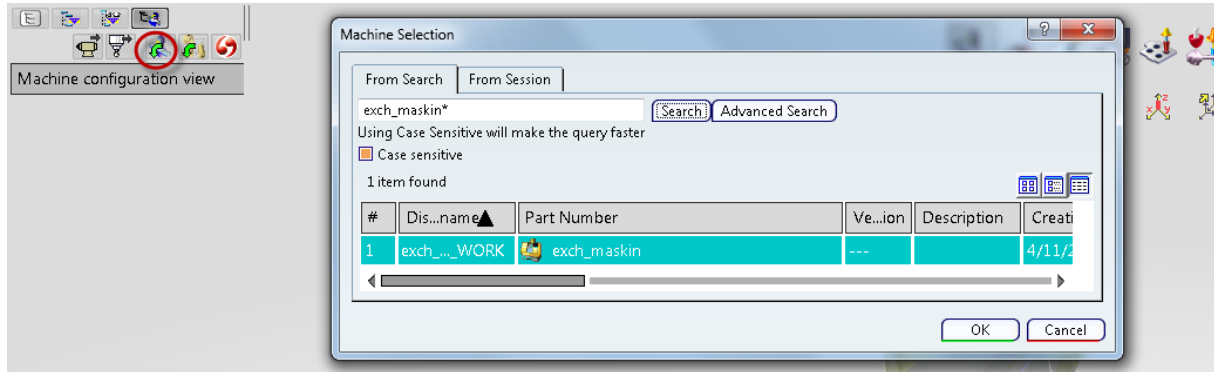 Machine configuration view
Machine Selection
From Search From Session
exch_maskin* Search Advanced Search
Using Case Sensitive will make the query faster
Case sensitive
1 item found
# Dis...name Part Number Ve...ion Description Creati
1 exch_..._WORK exch_maskin --- 4/11/2
OK Cancel